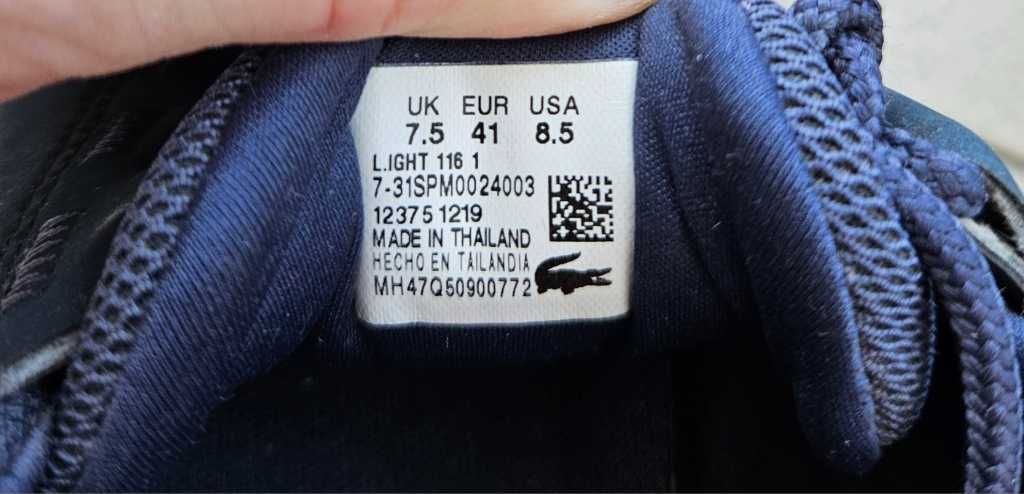 UK EUR USA
7.5 41 8.5
L.IGHT 116 1
7-31SPM0024003
12375 1219
MADE IN THAILAND
HECHO EN TAILANDIA
MH47Q50900772